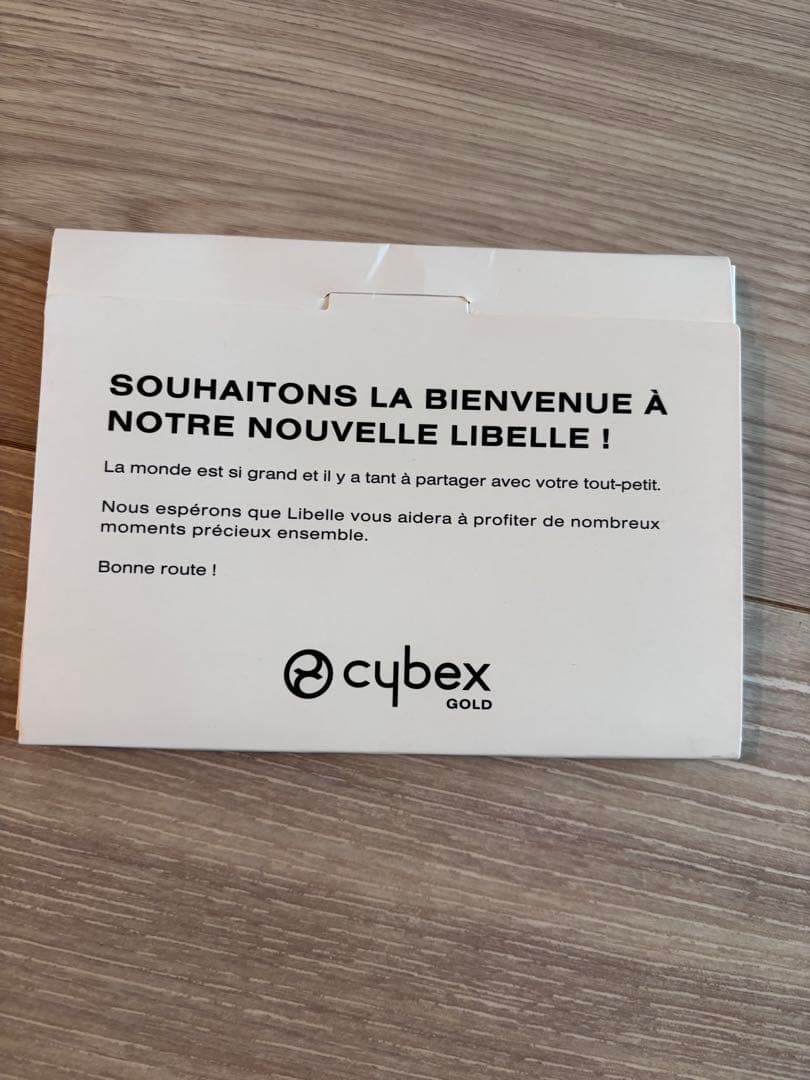 SOUHAITONS LA BIENVENUE À
NOTRE NOUVELLE LIBELLE !
La monde est si grand et il y a tant à partager avec votre tout-petit.
Nous espérons que Libelle vous aidera à profiter de nombreux
moments précieux ensemble.
Bonne route !
cybex
GOLD